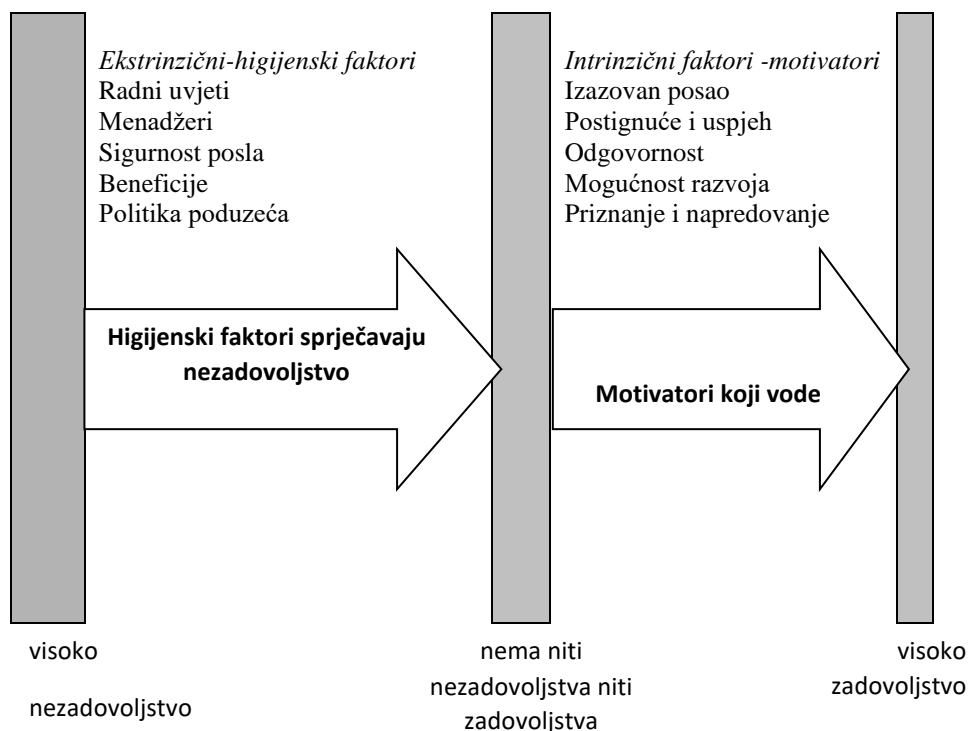 Ekstrinzični-higijenski faktori
Radni uvjeti
Menadžeri
Sigurnost posla
Beneficije
Politika poduzeća
Intrinzični faktori -motivatori
Izazovan posao
Postignuće i uspjeh
Odgovornost
Mogućnost razvoja
Priznanje i napredovanje
Higijenski faktori sprječavaju
nezadovoljstvo
Motivatori koji vode
visoko
nezadovoljstvo
nema niti
nezadovoljstva niti
zadovoljstva
visoko
zadovoljstvo